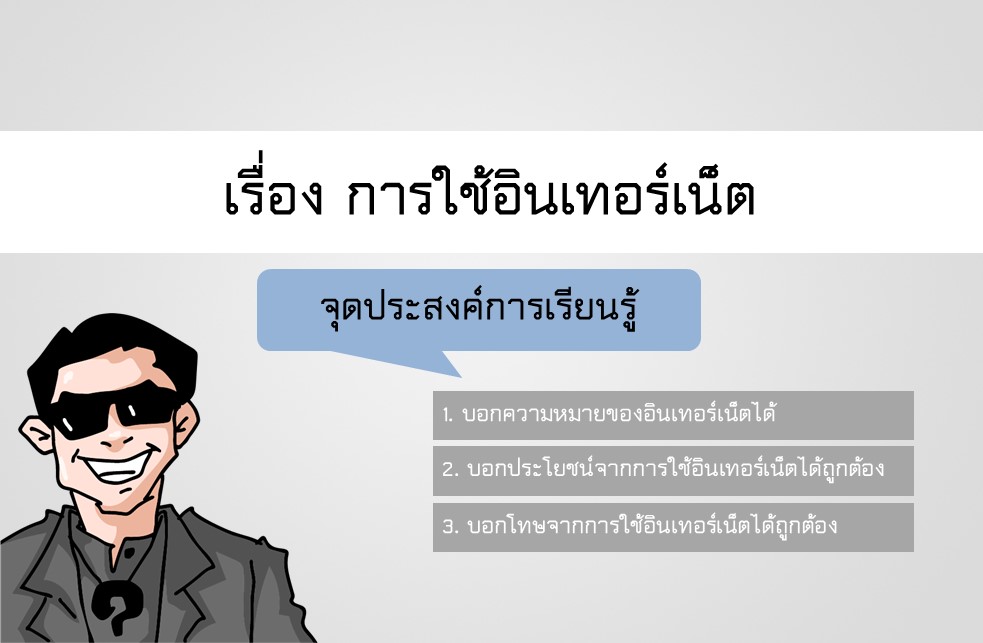 เรื่อง การใช้อินเทอร์เน็ต
จุดประสงค์การเรียนรู้
1. บอกความหมายของอินเทอร์เน็ตได้
2. บอกประโยชน์จากการใช้อินเทอร์เน็ตได้ถูกต้อง
3. บอกโทษจากการใช้อินเทอร์เน็ตได้ถูกต้อง
?